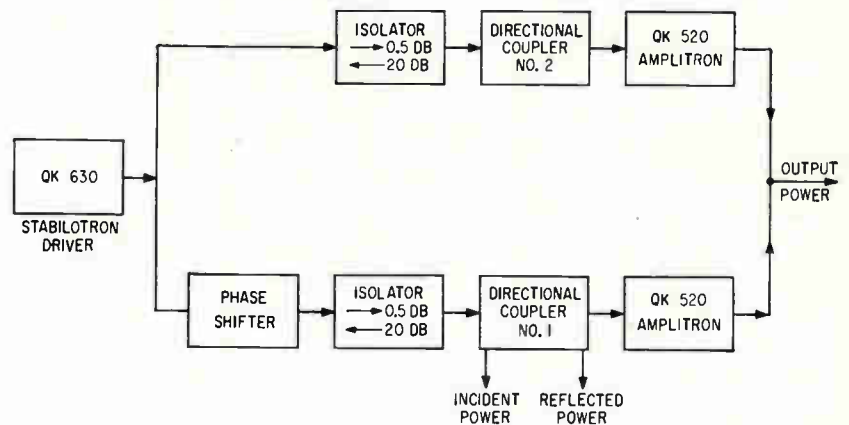 ISOLATOR
0.5 DB
20 DB
DIRECTIONAL
COUPLER
NO. 2
QK 520
AMPLITRON
QK 630
STABILOTRON
DRIVER
OUTPUT
POWER
PHASE
SHIFTER
ISOLATOR
0.5 DB
20 DB
DIRECTIONAL
COUPLER
NO. 1
QK 520
AMPLITRON
INCIDENT
POWER
REFLECTED
POWER